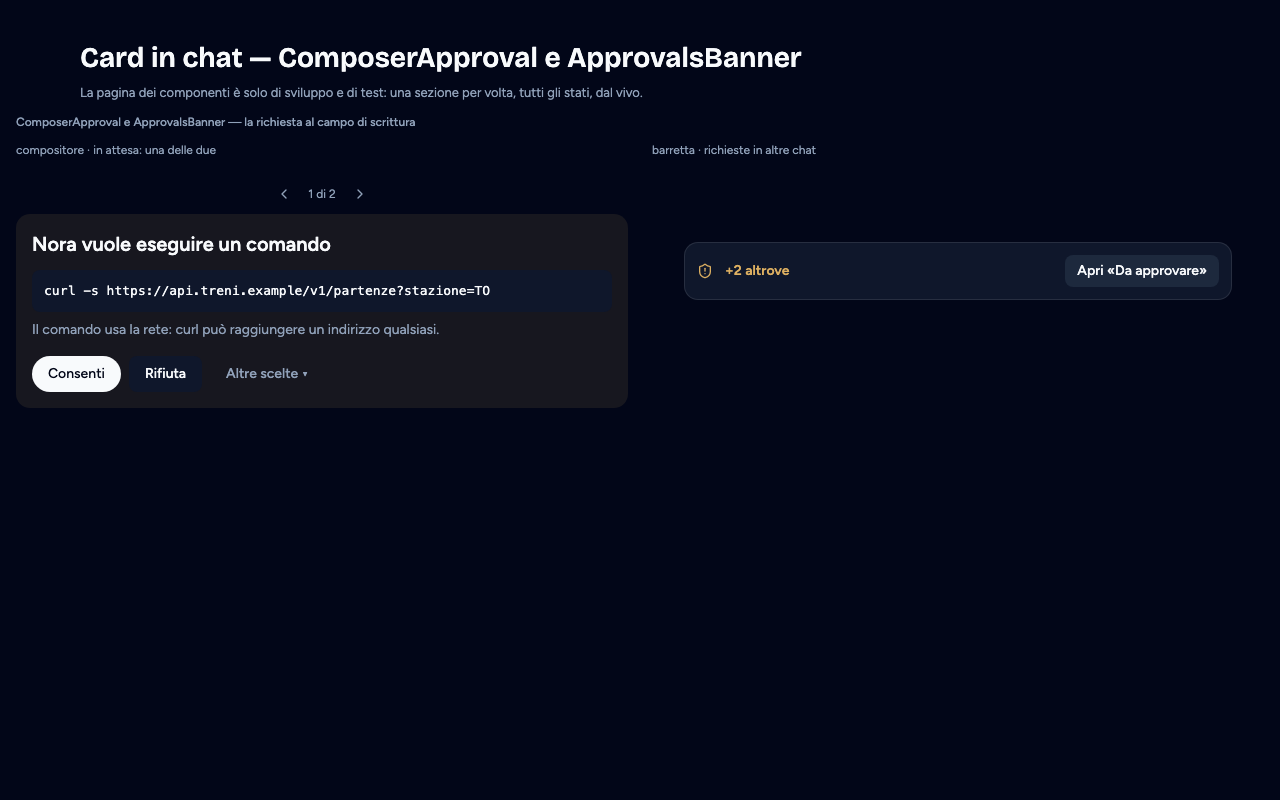 Card in chat — ComposerApproval e ApprovalsBanner
La pagina dei componenti è solo di sviluppo e di test: una sezione per volta, tutti gli stati, dal vivo.
ComposerApproval e ApprovalsBanner — la richiesta al campo di scrittura
compositore · in attesa: una delle due
barretta · richieste in altre chat
1 di 2
Nora vuole eseguire un comando
curl -s https://api.treni.example/v1/partenze?stazione=TO
Il comando usa la rete: curl può raggiungere un indirizzo qualsiasi.
Consenti Rifiuta Altre scelte ▾
+2 altrove Apri «Da approvare»